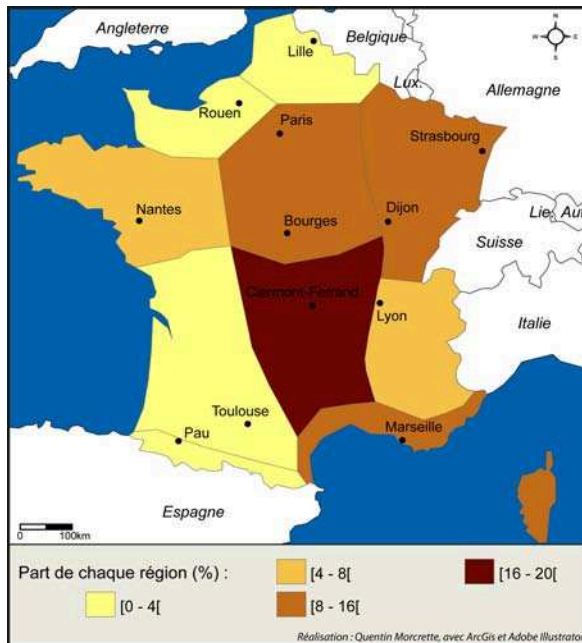 Angleterre
Belgique
Lille
Lux.
Allemagne
Rouen
Paris
Strasbourg
Nantes
Bourges
Dijon
Lie.
Au
Suisse
Clermont-Ferrand
Lyon
Italie
Toulouse
Pau
Marseille
Espagne
0 100km
N
W E
S
Part de chaque région (%) :
[4 - 8[
[16 - 20[
[0 - 4[
[8 - 16[
Réalisation : Quentin Morcrette, avec ArcGis et Adobe Illustrator